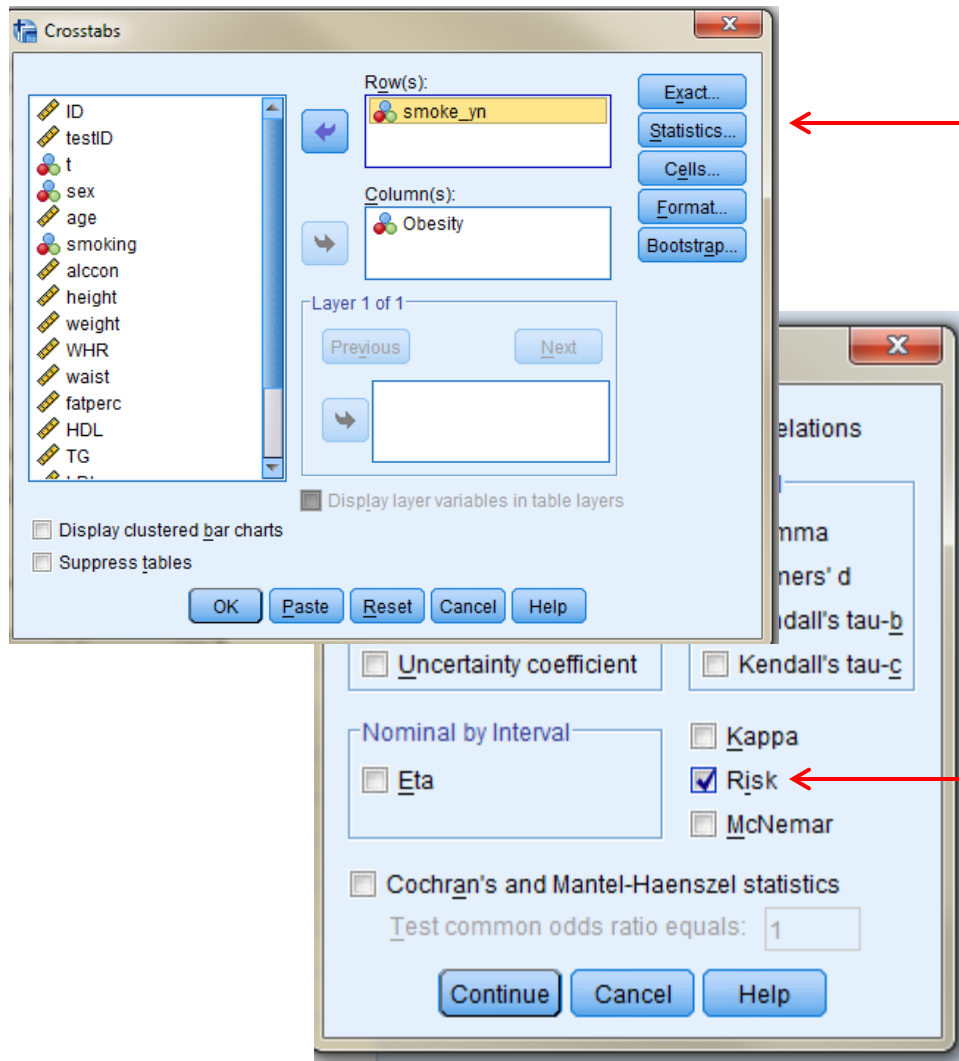 Crosstabs
Row(s):
Exact...
ID
smoke_yn
testID
Statistics...
t
Cells...
sex
Column(s):
age
Format...
Obesity
smoking
Bootstrap...
alccon
height
Layer 1 of 1
weight
Previous
Next
WHR
waist
fatperc
HDL
TG
Display layer variables in table layers
Display clustered bar charts
Suppress tables
OK
Paste
Reset
Cancel
Help
elations
mma
ners' d
ndall's tau-b
Uncertainty coefficient
Kendall's tau-c
Nominal by Interval
Kappa
Eta
Risk
McNemar
Cochran's and Mantel-Haenszel statistics
Test common odds ratio equals: 1
Continue
Cancel
Help